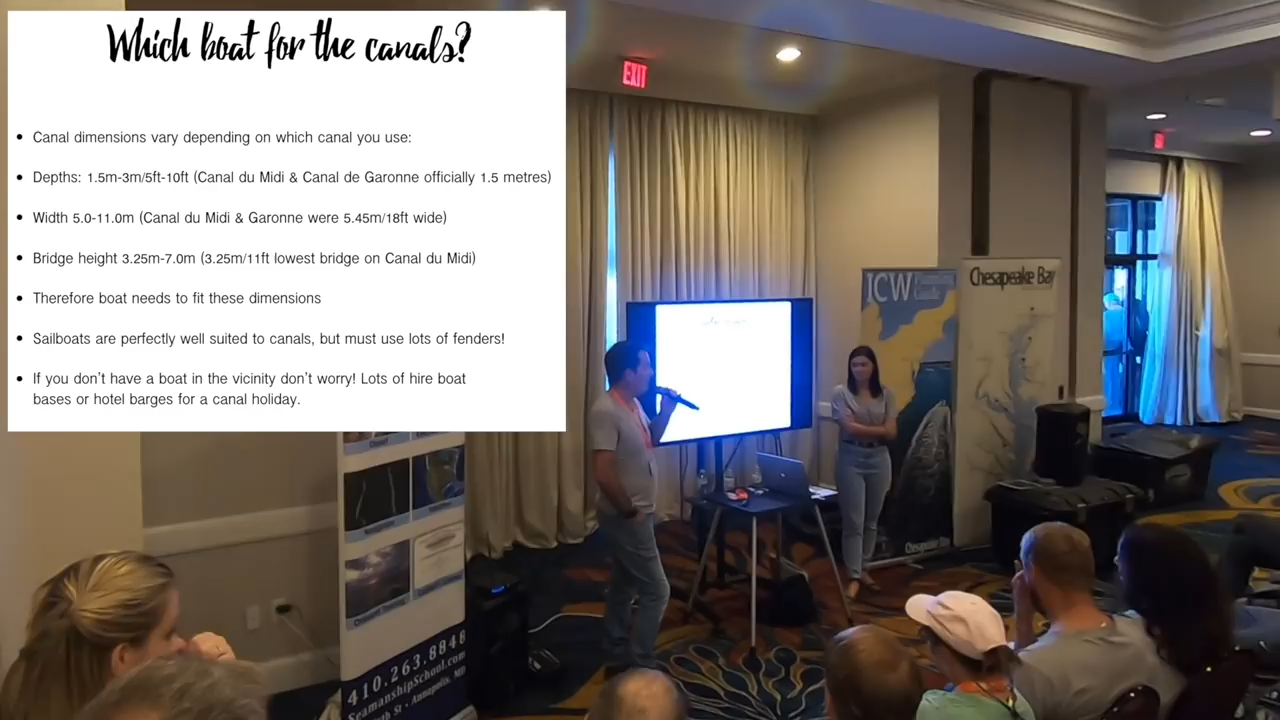 Which boat for the canals?
• Canal dimensions vary depending on which canal you use:
• Depths: 1.5m-3m/5ft-10ft (Canal du Midi & Canal de Garonne officially 1.5 metres)
• Width 5.0-11.0m (Canal du Midi & Garonne were 5.45m/18ft wide)
• Bridge height 3.25m-7.0m (3.25m/11ft lowest bridge on Canal du Midi)
• Therefore boat needs to fit these dimensions
• Sailboats are perfectly well suited to canals, but must use lots of fenders!
• If you don't have a boat in the vicinity don't worry! Lots of hire boat
bases or hotel barges for a canal holiday.
EXIT
ICW
Chesapeake Bay
Chesapeake Bay
410.263.8848
SeamanshipSchool.com
St • Annapolis, MD